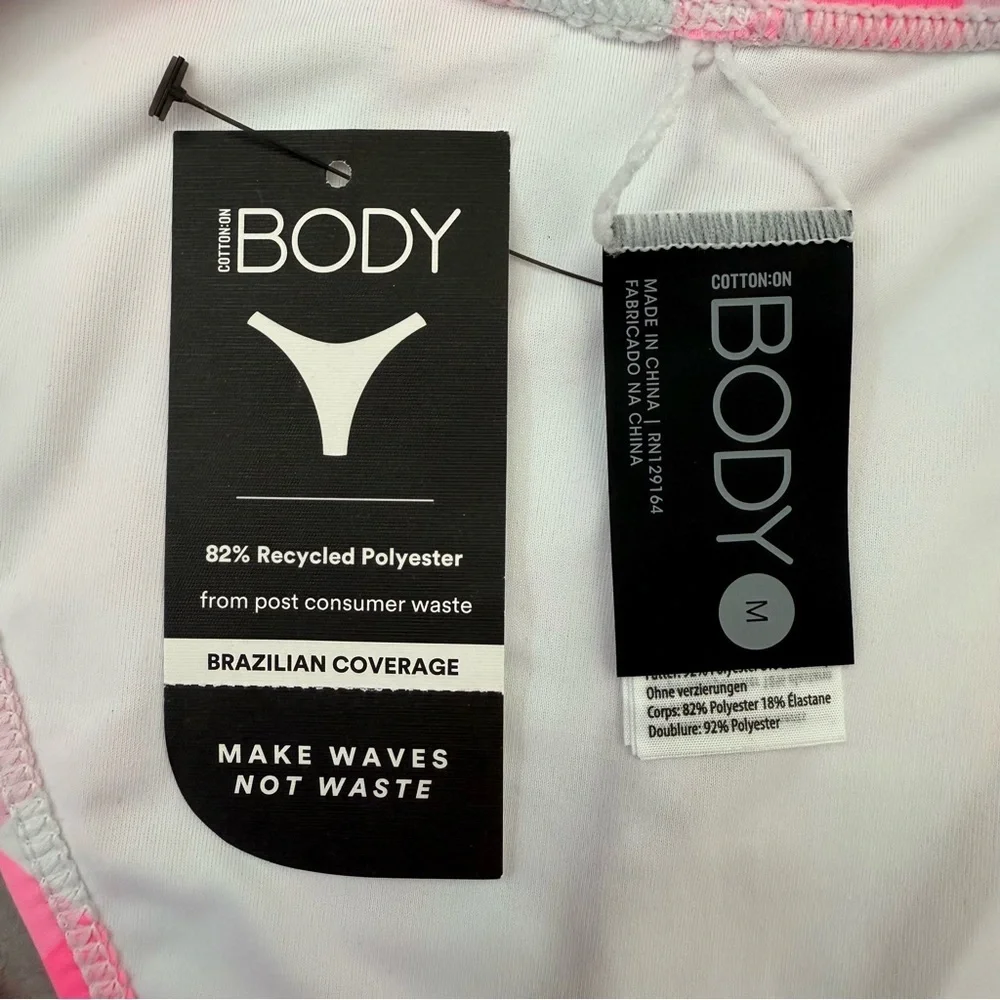 COTTON:ON
BODY
82% Recycled Polyester
from post consumer waste
BRAZILIAN COVERAGE
MAKE WAVES
NOT WASTE
COTTON:ON
BODY
M
MADE IN CHINA | RN129164
FABRICADO NA CHINA
Ohne verzierungen
Corps: 82% Polyester 18% Élastane
Doublure: 92% Polyester